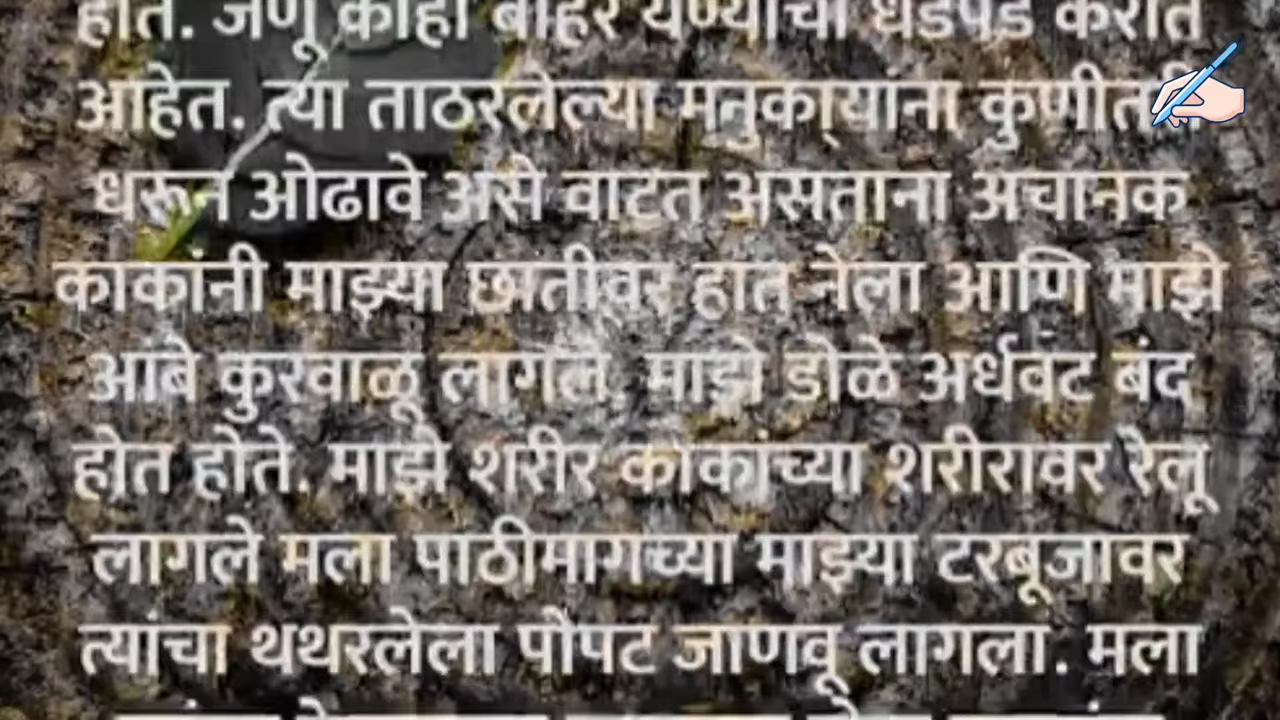 होते. जणू काही बाहेर येण्याची धडपड करीत
आहेत. त्या ताठरलेल्या मनुका्यांना कुणीतरी
धरून ओढावे असे वाटत असताना अचानक
काकांनी माझ्या छातीवर हात नेला आणि माझे
आंबे कुरवाळू लागले. माझे डोळे अर्धवट बंद
होत होते. माझे शरीर काकाच्या शरीरावर रेलू
लागले मला पाठीमागच्या माझ्या टरबूजावर
त्यांचा थथरलेला पोपट जाणवू लागला. मला